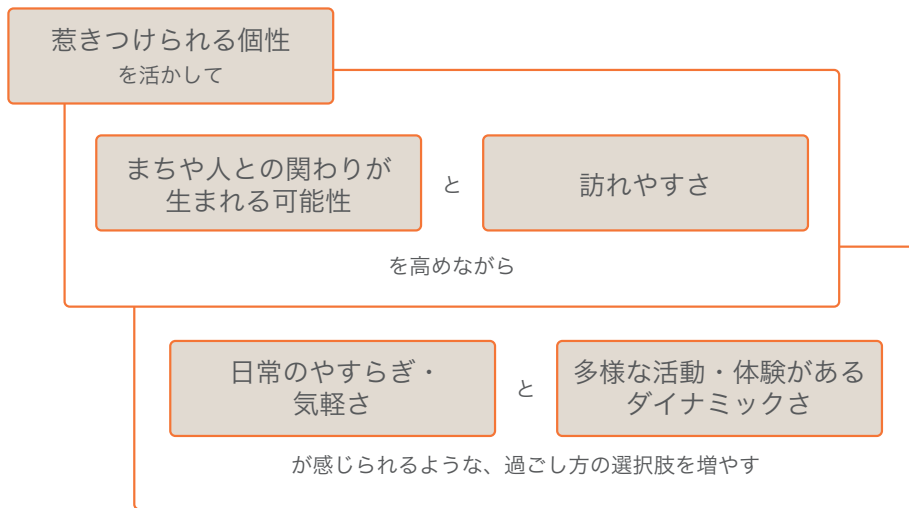 惹きつけられる個性
を活かして
まちや人との関わりが
生まれる可能性
と
訪れやすさ
を高めながら
日常のやすらぎ・
気軽さ
と
多様な活動・体験がある
ダイナミックさ
が感じられるような、過ごし方の選択肢を増やす